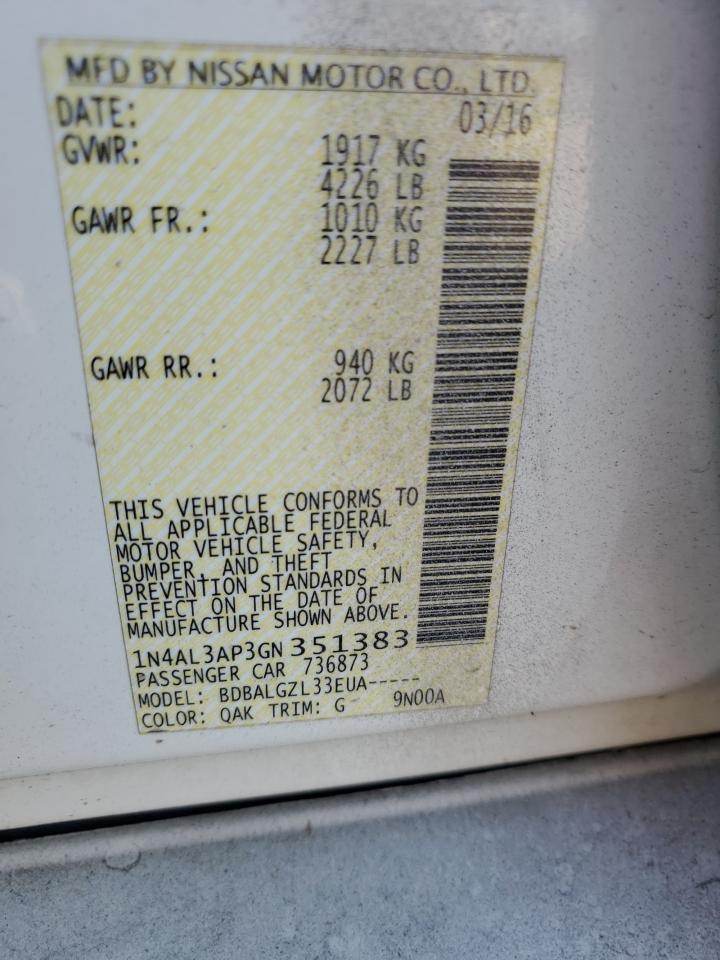 MFD BY NISSAN MOTOR CO., LTD.
DATE: 03/16
GVWR: 1917 KG
4226 LB
GAWR FR.: 1010 KG
2227 LB
GAWR RR.: 940 KG
2072 LB
THIS VEHICLE CONFORMS TO
ALL APPLICABLE FEDERAL
MOTOR VEHICLE SAFETY,
BUMPER, AND THEFT
PREVENTION STANDARDS IN
EFFECT ON THE DATE OF
MANUFACTURE SHOWN ABOVE.
1N4AL3AP3GN 351383
PASSENGER CAR 736873
MODEL: BDBALGZL33EUA-----
COLOR: QAK TRIM: G 9N00A